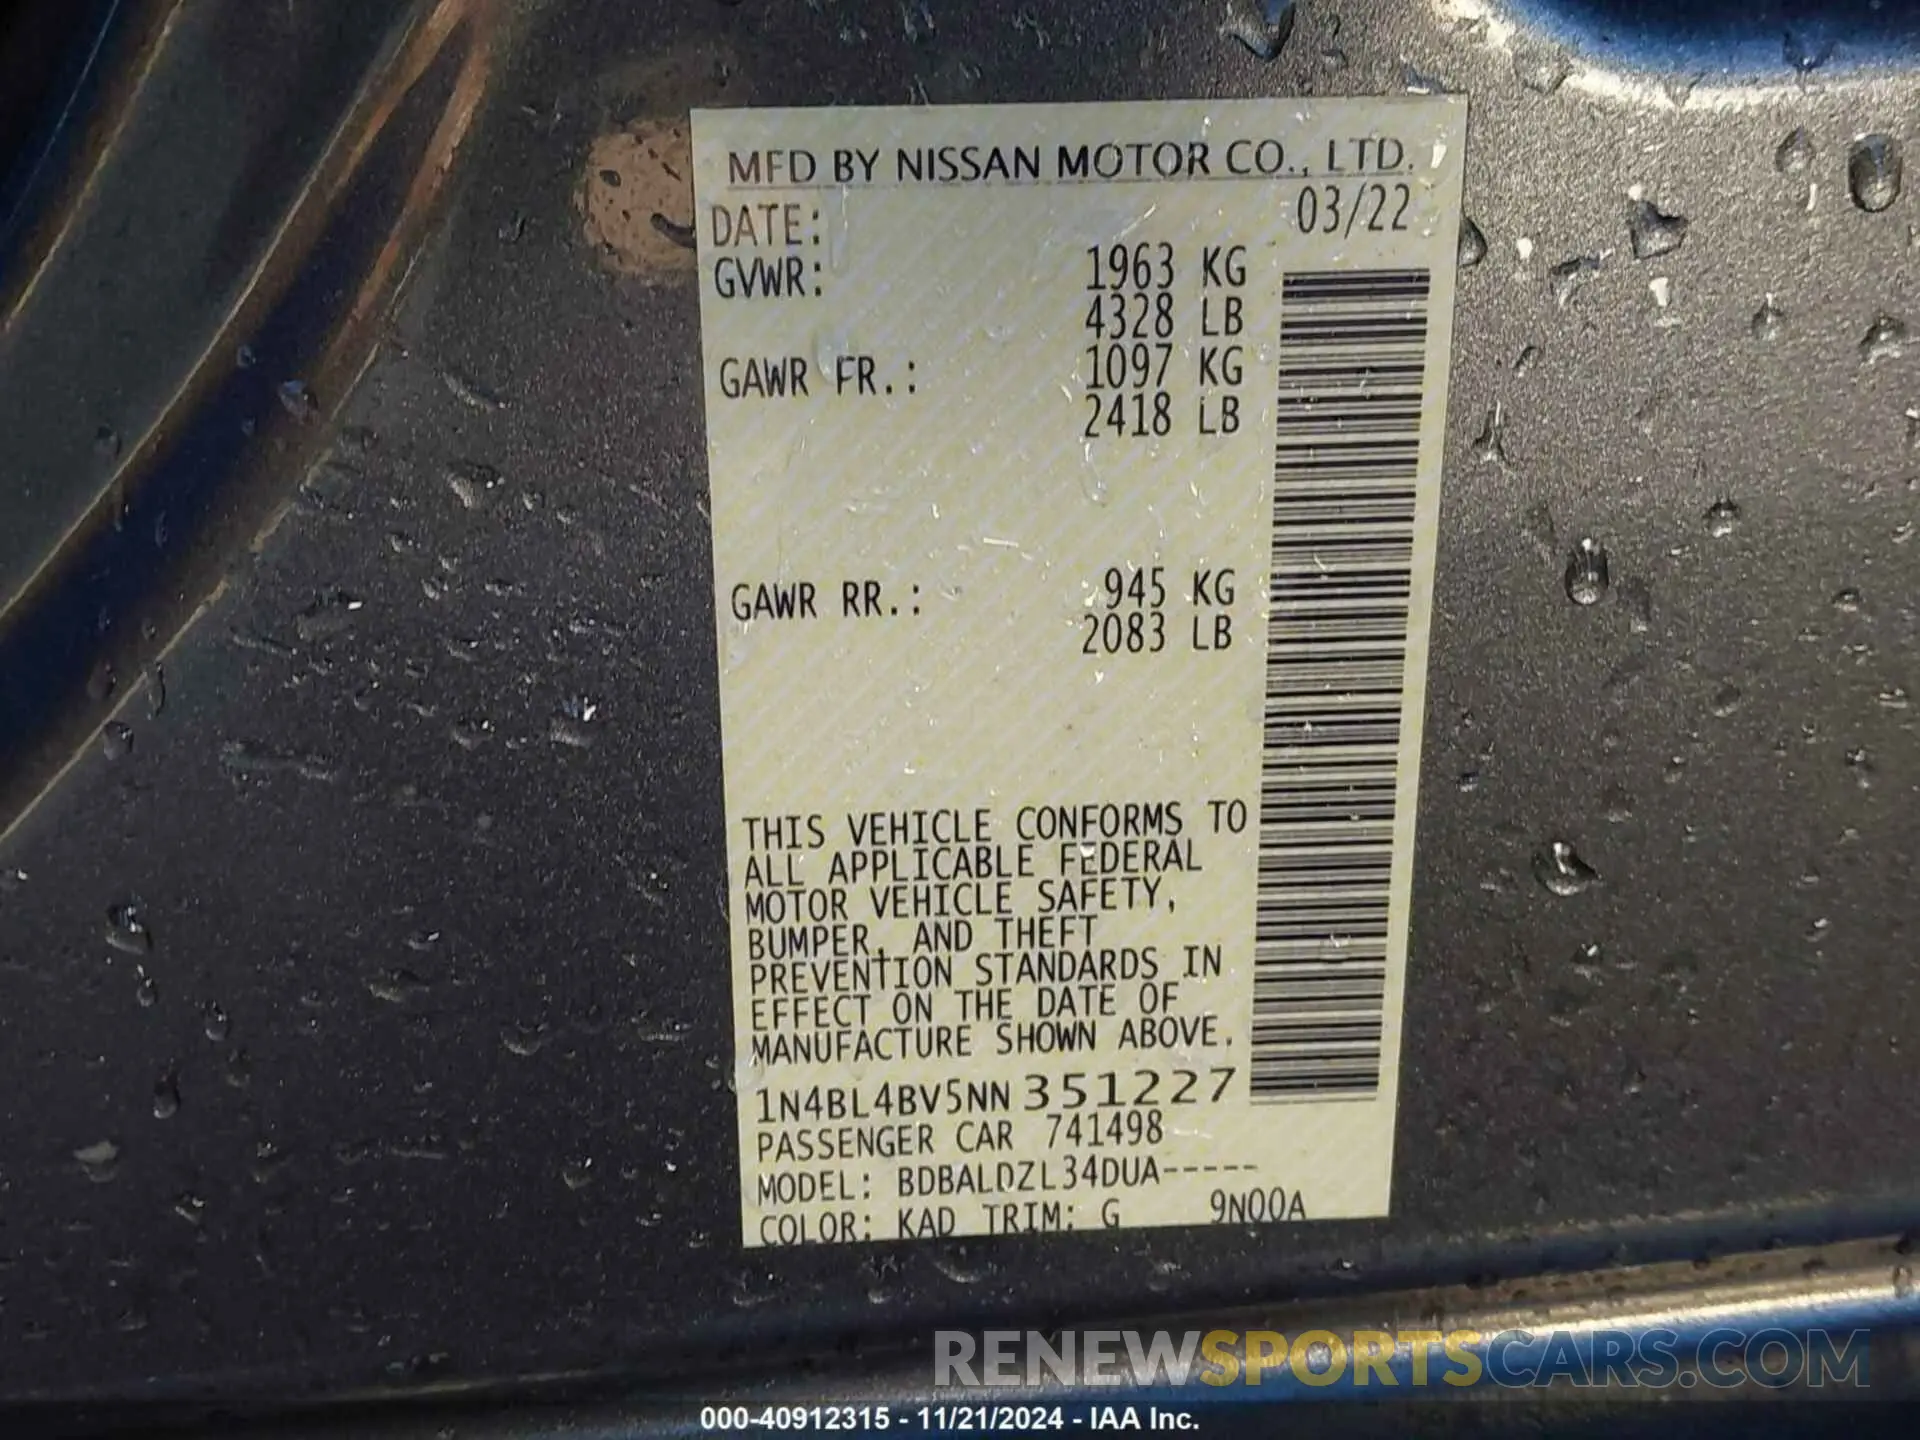 MFD BY NISSAN MOTOR CO., LTD.
DATE: 03/22
GVWR: 1963 KG
4328 LB
GAWR FR.: 1097 KG
2418 LB
GAWR RR.: 945 KG
2083 LB
THIS VEHICLE CONFORMS TO
ALL APPLICABLE FEDERAL
MOTOR VEHICLE SAFETY,
BUMPER, AND THEFT
PREVENTION STANDARDS IN
EFFECT ON THE DATE OF
MANUFACTURE SHOWN ABOVE.
1N4BL4BV5NN351227
PASSENGER CAR 741498
MODEL: BDBALDZL34DUA-----
COLOR: KAD TRIM: G 9N00A
RENEWSPORTSCARS.COM
000-40912315 - 11/21/2024 - IAA Inc.